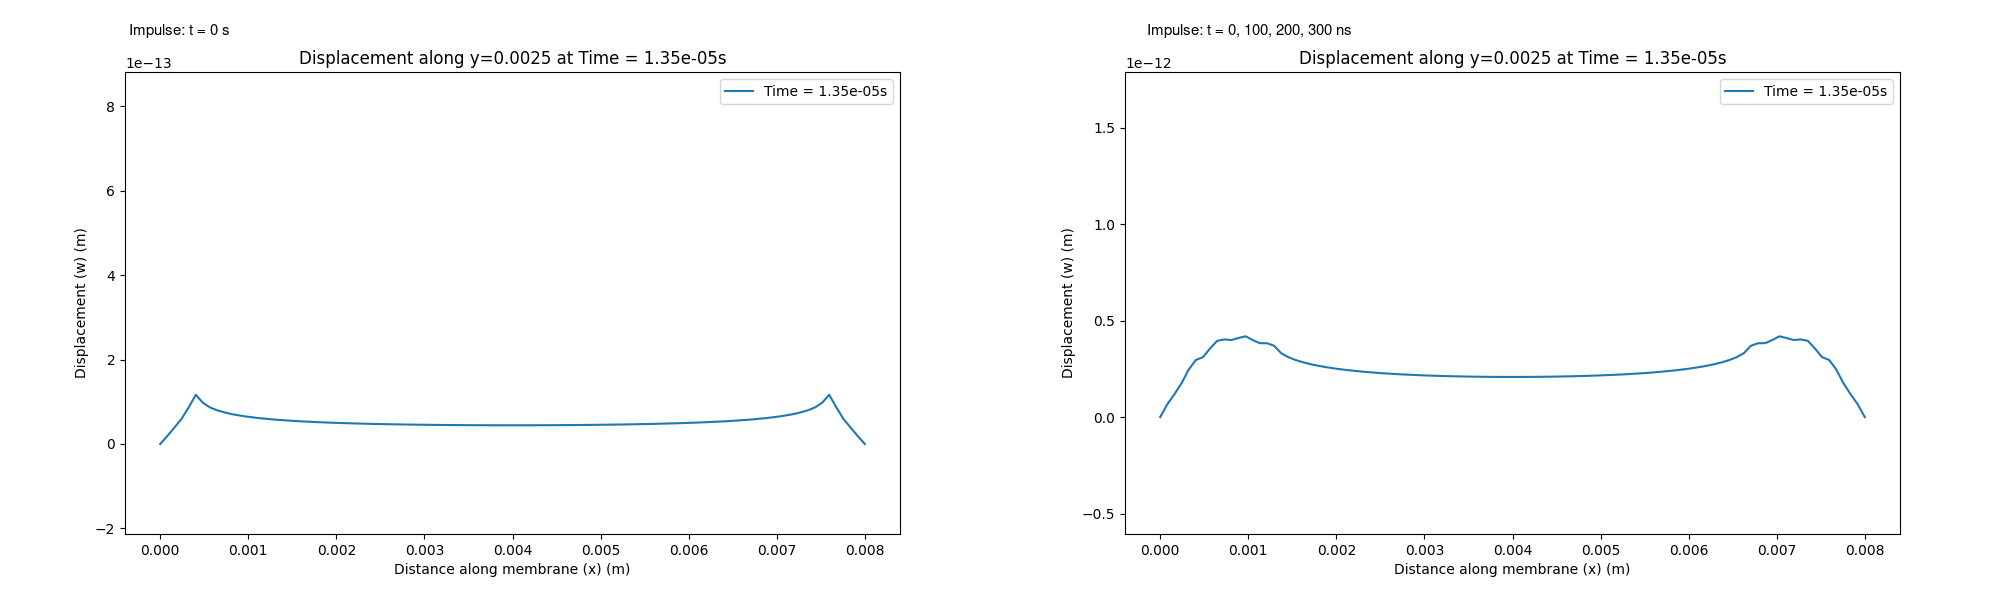 Impulse: t = 0 s
Displacement along y=0.0025 at Time = 1.35e-05s
1e−13
Time = 1.35e-05s
8
6
4
2
0
−2
Displacement (w) (m)
0.000 0.001 0.002 0.003 0.004 0.005 0.006 0.007 0.008
Distance along membrane (x) (m)
Impulse: t = 0, 100, 200, 300 ns
Displacement along y=0.0025 at Time = 1.35e-05s
1e−12
Time = 1.35e-05s
1.5
1.0
0.5
0.0
−0.5
Displacement (w) (m)
0.000 0.001 0.002 0.003 0.004 0.005 0.006 0.007 0.008
Distance along membrane (x) (m)